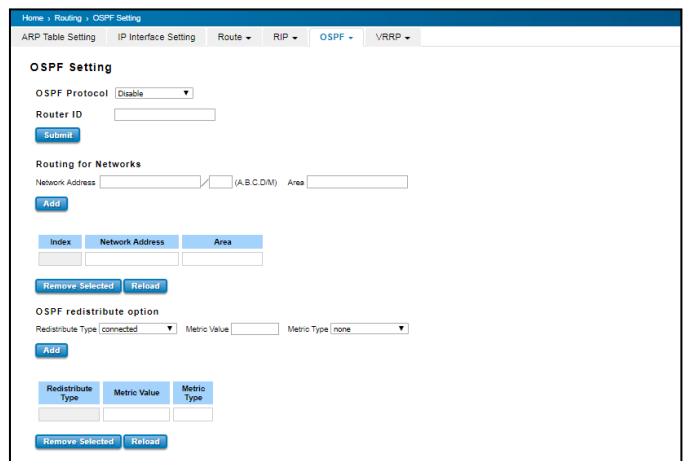 Home › Routing › OSPF Setting
ARP Table Setting IP Interface Setting Route RIP OSPF VRRP
OSPF Setting
OSPF Protocol Disable
Router ID
Submit
Routing for Networks
Network Address / (A.B.C.D/M) Area
Add
Index Network Address Area
Remove Selected Reload
OSPF redistribute option
Redistribute Type connected Metric Value Metric Type none
Add
Redistribute Type Metric Value Metric Type
Remove Selected Reload